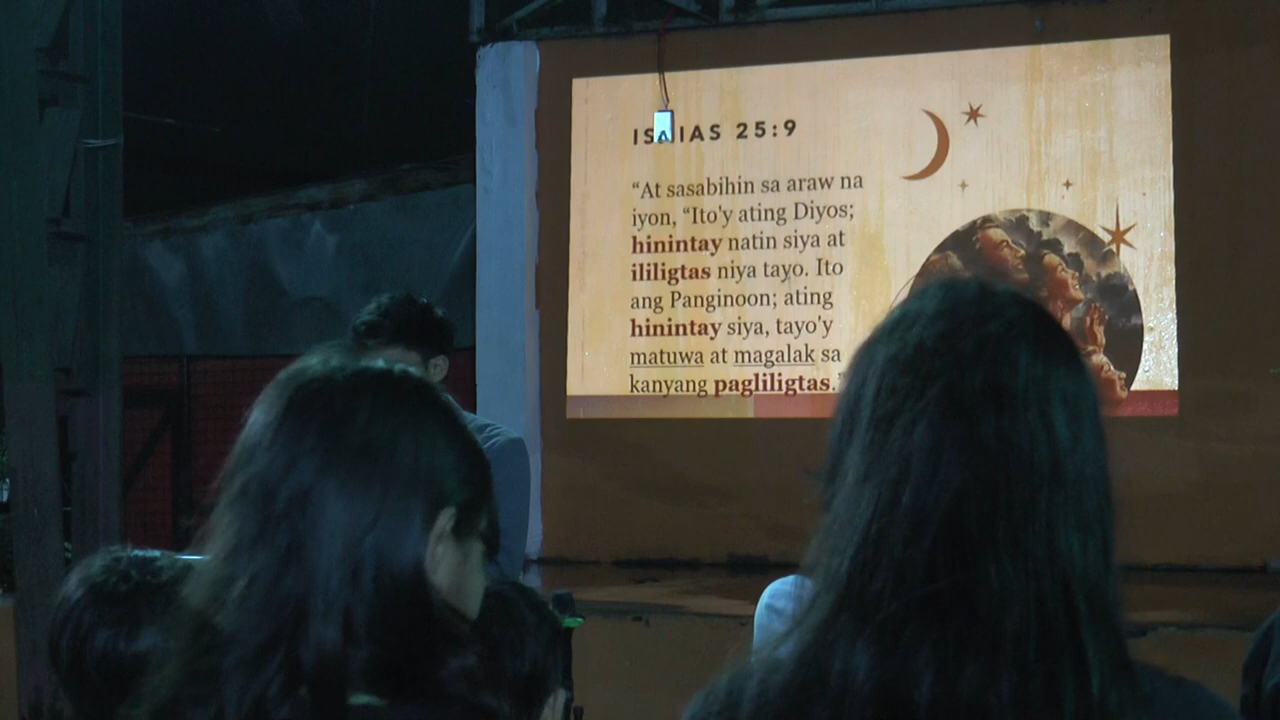 ISAIAS 25:9
“At sasabihin sa araw na
iyon, “Ito'y ating Diyos;
hinintay natin siya at
ililigtas niya tayo. Ito
ang Panginoon; ating
hinintay siya, tayo'y
matuwa at magalak sa
kanyang pagliligtas.”